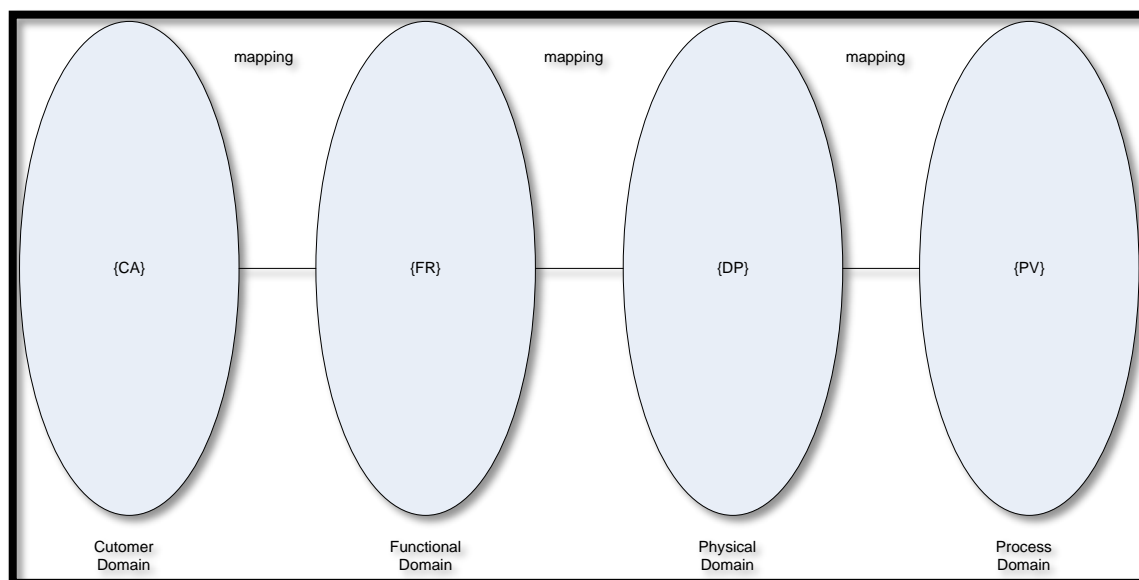 mapping
mapping
mapping
{CA}
{FR}
{DP}
{PV}
Cutomer
Domain
Functional
Domain
Physical
Domain
Process
Domain